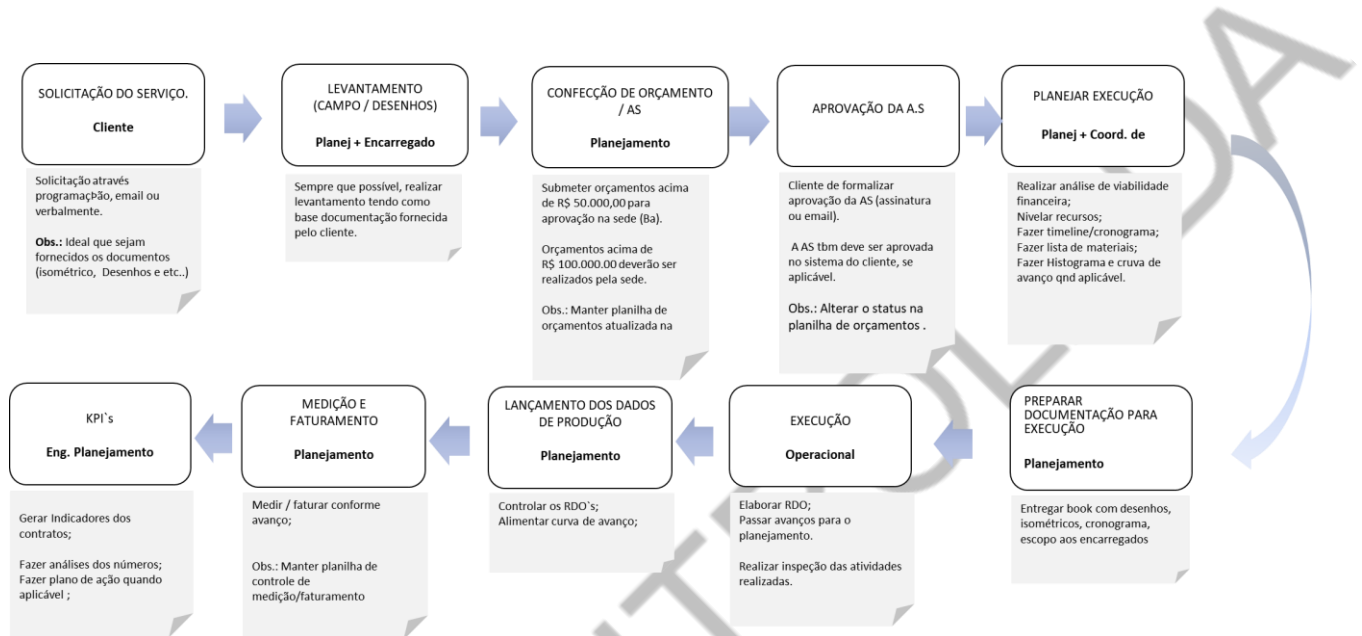 SOLICITAÇÃO DO SERVIÇO.
Cliente
Solicitação através
programaÞão, email ou
verbalmente.
Obs.: Ideal que sejam
fornecidos os documentos
(isométrico, Desenhos e etc..)
LEVANTAMENTO
(CAMPO / DESENHOS)
Planej + Encarregado
Sempre que possível, realizar
levantamento tendo como
base documentação fornecida
pelo cliente.
CONFECÇÃO DE ORÇAMENTO
/ AS
Planejamento
Submeter orçamentos acima
de R$ 50.000,00 para
aprovação na sede (Ba).
Orçamentos acima de
R$ 100.000.00 deverão ser
realizados pela sede.
Obs.: Manter planilha de
orçamentos atualizada na
APROVAÇÃO DA A.S
Cliente de formalizar
aprovação da AS (assinatura
ou email).
A AS tbm deve ser aprovada
no sistema do cliente, se
aplicável.
Obs.: Alterar o status na
planilha de orçamentos .
PLANEJAR EXECUÇÃO
Planej + Coord. de
Realizar análise de viabilidade
financeira;
Nivelar recursos;
Fazer timeline/cronograma;
Fazer lista de materiais;
Fazer Histograma e cruva de
avanço qnd aplicável.
PREPARAR
DOCUMENTAÇÃO PARA
EXECUÇÃO
Planejamento
Entregar book com desenhos,
isométricos, cronograma,
escopo aos encarregados
EXECUÇÃO
Operacional
Elaborar RDO;
Passar avanços para o
planejamento.
Realizar inspeção das atividades
realizadas.
LANÇAMENTO DOS DADOS
DE PRODUÇÃO
Planejamento
Controlar os RDO`s;
Alimentar curva de avanço;
MEDIÇÃO E
FATURAMENTO
Planejamento
Medir / faturar conforme
avanço;
Obs.: Manter planilha de
controle de
medição/faturamento
KPI`s
Eng. Planejamento
Gerar Indicadores dos
contratos;
Fazer análises dos números;
Fazer plano de ação quando
aplicável ;